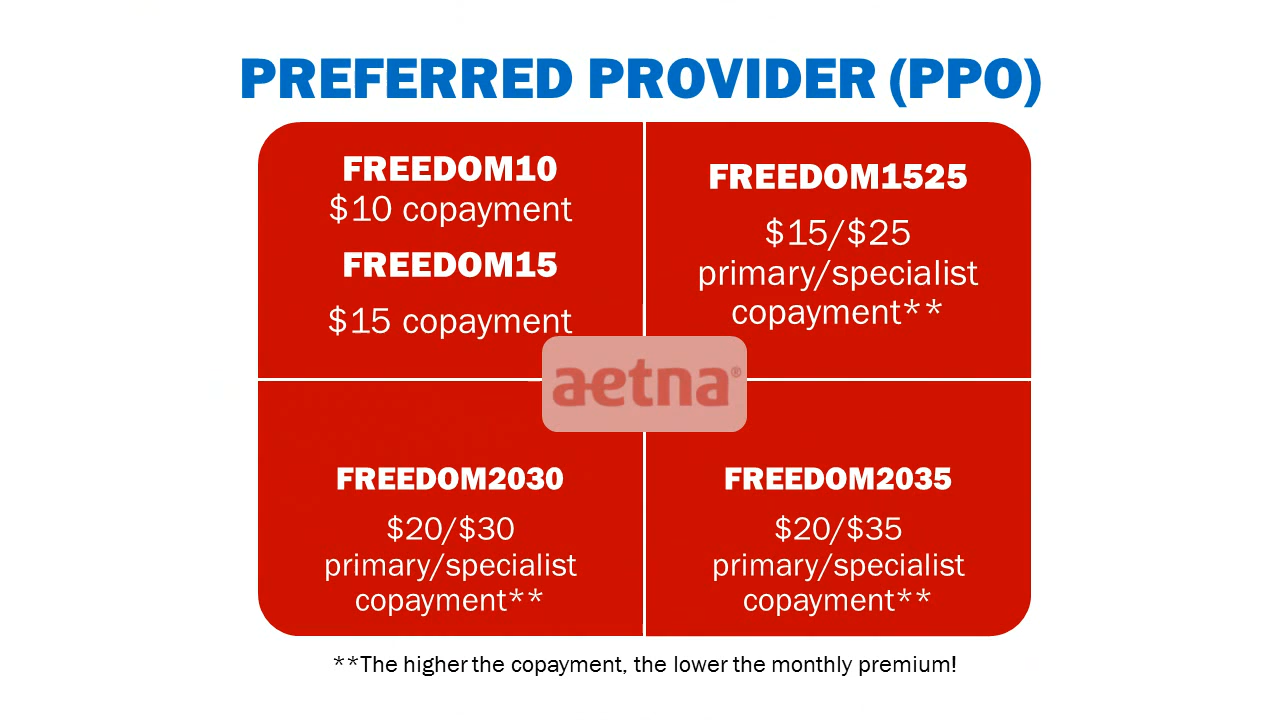 PREFERRED PROVIDER (PPO)
FREEDOM10
$10 copayment
FREEDOM15
$15 copayment
FREEDOM1525
$15/$25
primary/specialist
copayment**
aetna®
FREEDOM2030
$20/$30
primary/specialist
copayment**
FREEDOM2035
$20/$35
primary/specialist
copayment**
**The higher the copayment, the lower the monthly premium!